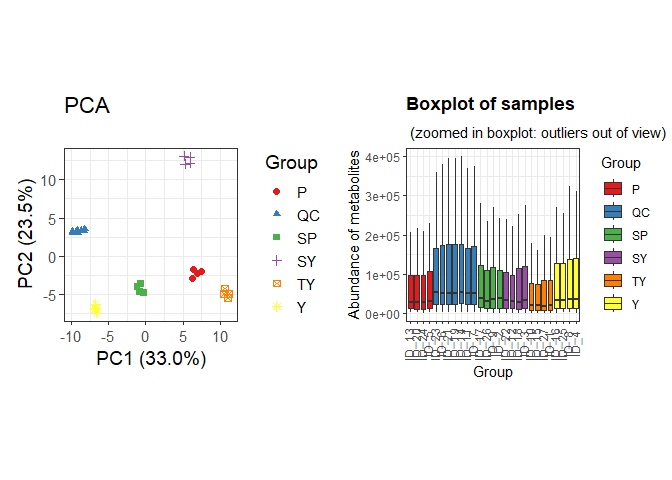 PCA
Boxplot of samples
(zoomed in boxplot: outliers out of view)
PC2 (23.5%)
10
5
0
-5
-10
-5
0
5
10
PC1 (33.0%)
Group
P
QC
SP
SY
TY
Y
Abundance of metabolites
4e+05
3e+05
2e+05
1e+05
0e+00
Group
Group
P
QC
SP
SY
TY
Y